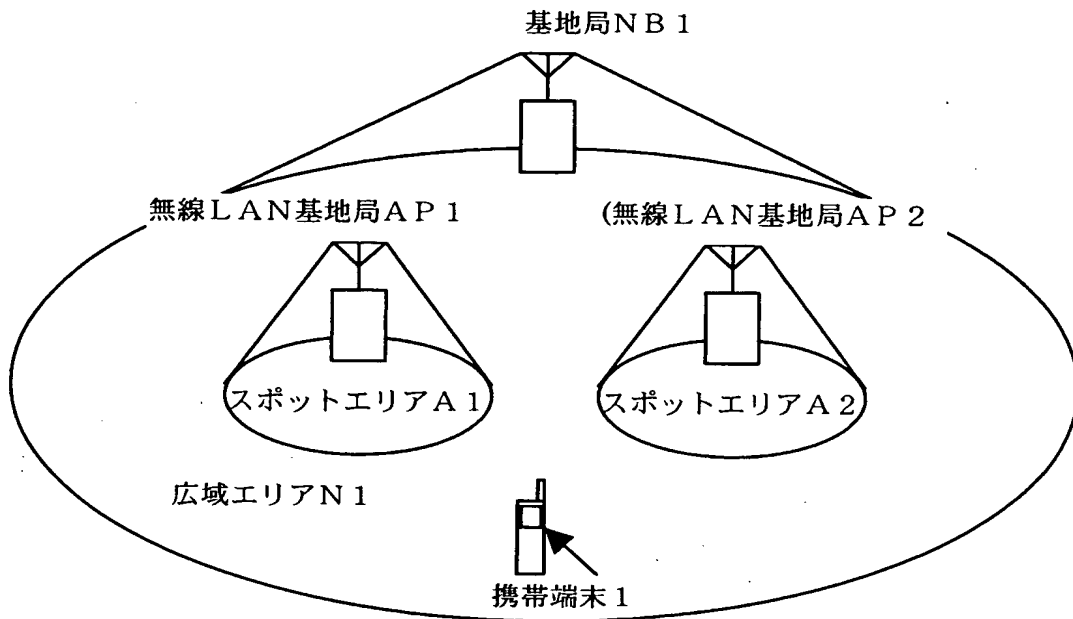 基地局NB1
無線LAN基地局AP1
(無線LAN基地局AP2
スポットエリアA1
スポットエリアA2
広域エリアN1
携帯端末1